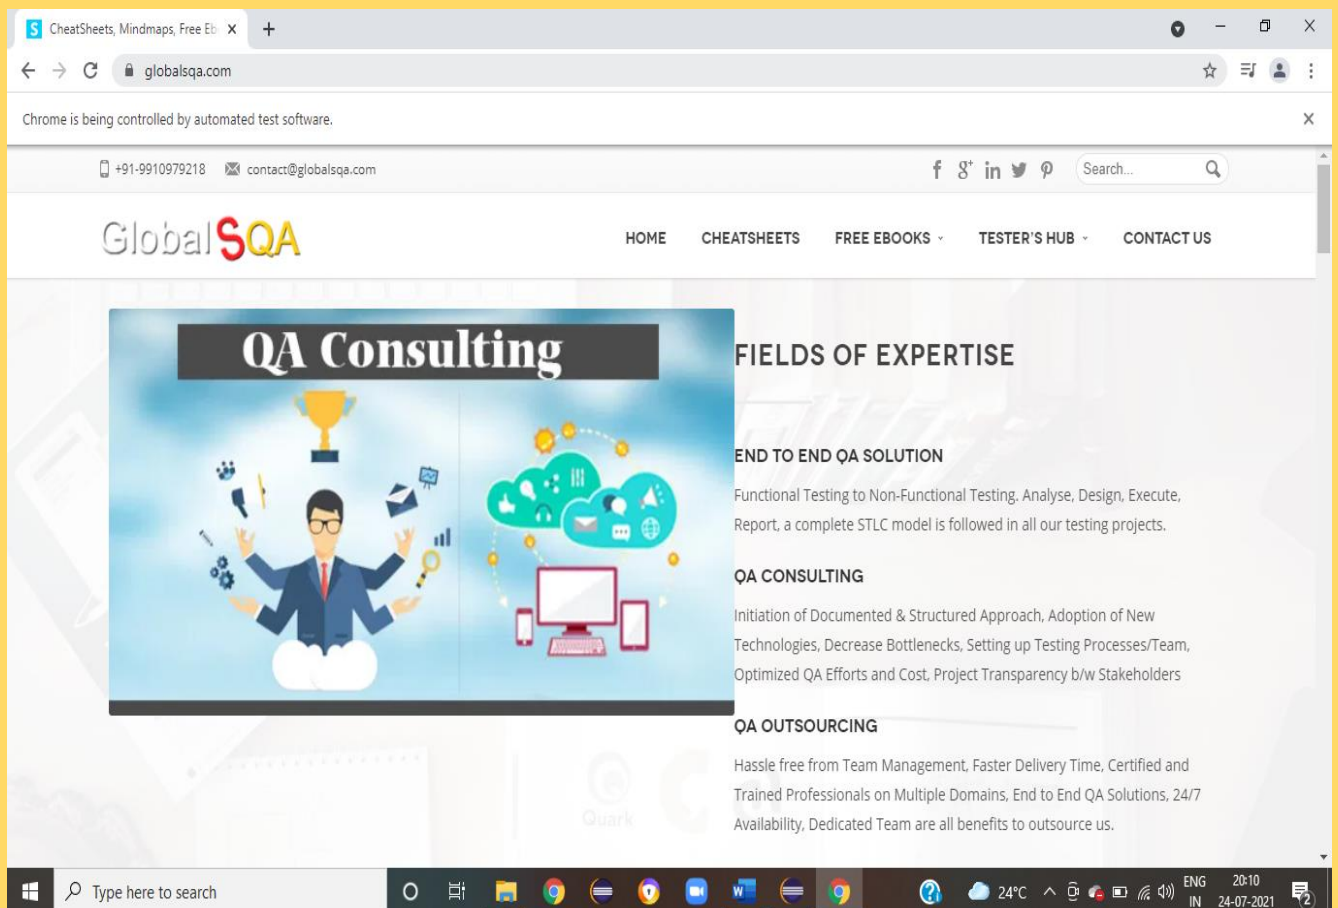 CheatSheets, Mindmaps, Free Eb
globalsqa.com
Chrome is being controlled by automated test software.
+91-9910979218 contact@globalsqa.com
Search...
Global SQA
HOME CHEATSHEETS FREE EBOOKS TESTER'S HUB CONTACT US
QA Consulting
FIELDS OF EXPERTISE
END TO END QA SOLUTION
Functional Testing to Non-Functional Testing. Analyse, Design, Execute,
Report, a complete STLC model is followed in all our testing projects.
QA CONSULTING
Initiation of Documented & Structured Approach, Adoption of New
Technologies, Decrease Bottlenecks, Setting up Testing Processes/Team,
Optimized QA Efforts and Cost, Project Transparency b/w Stakeholders
QA OUTSOURCING
Hassle free from Team Management, Faster Delivery Time, Certified and
Trained Professionals on Multiple Domains, End to End QA Solutions, 24/7
Availability, Dedicated Team are all benefits to outsource us.
Quark
Type here to search
24°C
ENG
IN
20:10
24-07-2021
2